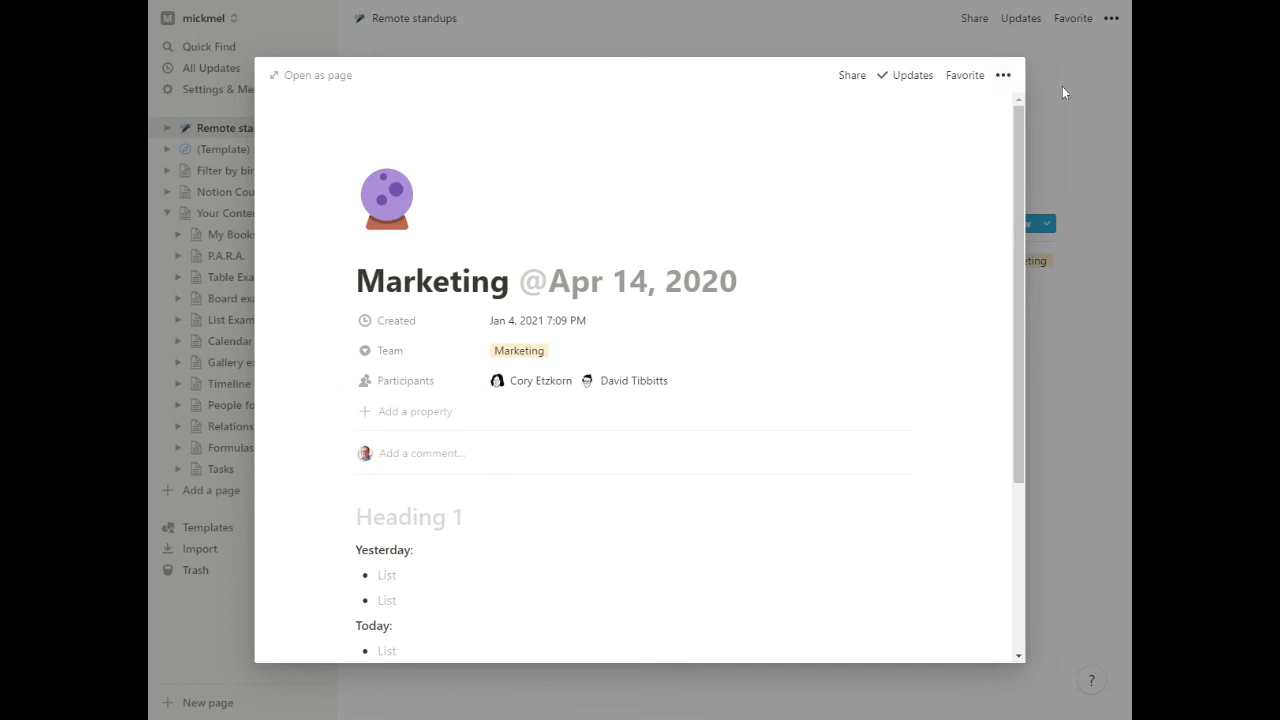 M mickmel
Quick Find
All Updates
Settings & Me
Remote sta
(Template)
Filter by bir
Notion Cou
Your Conte
My Book
P.A.R.A.
Table Exa
Board exa
List Exam
Calendar
Gallery e
Timeline
People fo
Relations
Formulas
Tasks
Add a page
Templates
Import
Trash
New page
Remote standups
Share Updates Favorite •••
Open as page
Share Updates Favorite •••
Marketing @Apr 14, 2020
Created Jan 4, 2021 7:09 PM
Team Marketing
Participants Cory Etzkorn David Tibbitts
Add a property
Add a comment...
Heading 1
Yesterday:
• List
• List
Today:
• List
w
eting
?